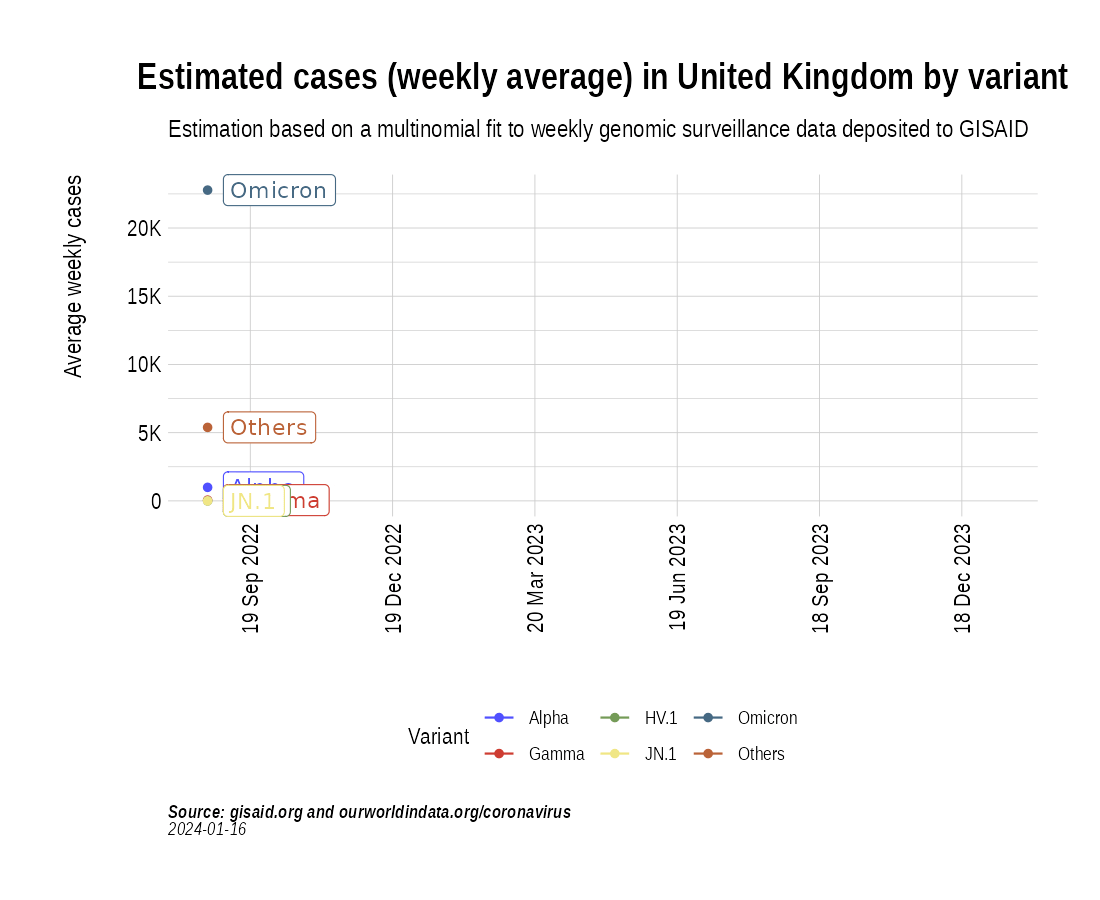 Estimated cases (weekly average) in United Kingdom by variant
Estimation based on a multinomial fit to weekly genomic surveillance data deposited to GISAID
Average weekly cases
20K
15K
10K
5K
0
Omicron
Others
Alpha
JN.1
ma
19 Sep 2022
19 Dec 2022
20 Mar 2023
19 Jun 2023
18 Sep 2023
18 Dec 2023
Variant
Alpha
HV.1
Omicron
Gamma
JN.1
Others
Source: gisaid.org and ourworldindata.org/coronavirus
2024-01-16